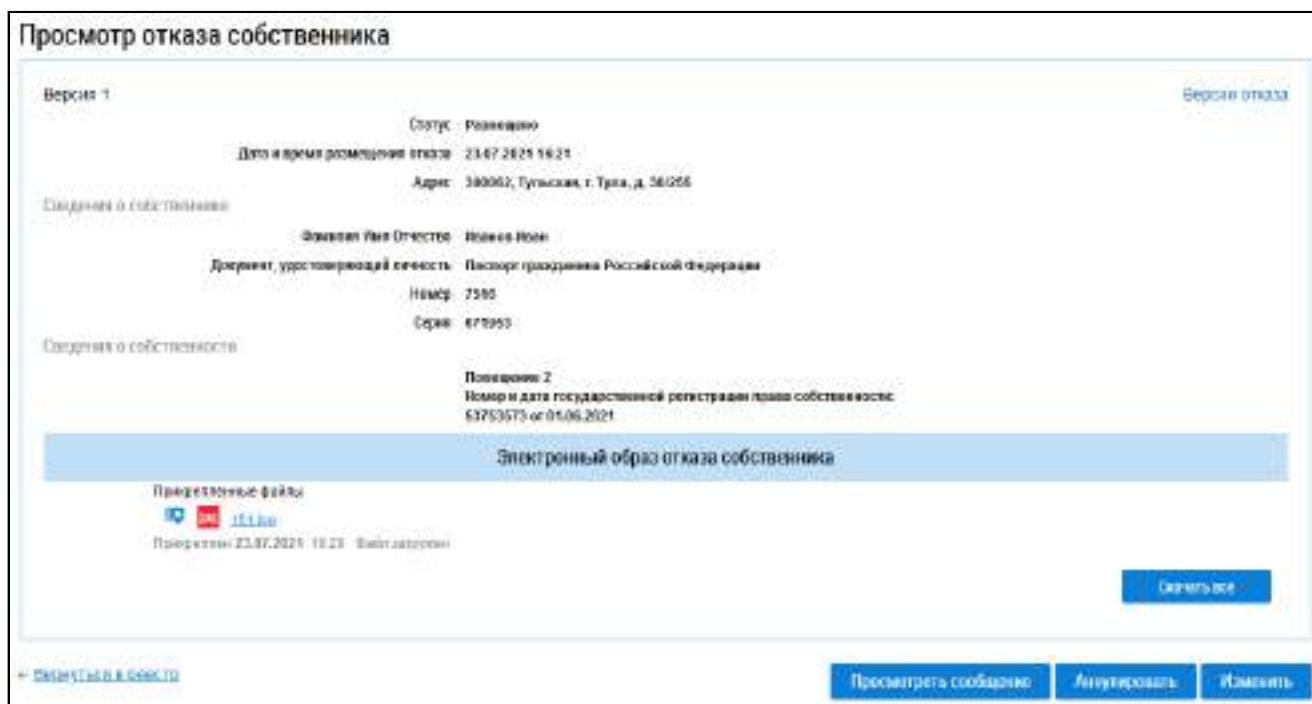 Просмотр отказа собственника
Версия 1
Версии отказа
Статус Размещено
Дата и время размещения отказа 23.07.2021 16:21
Адрес 300062, Тульская, г. Тула, д. 36/255
Сведения о собственнике
Фамилия Имя Отчество Иванов Иван
Документ, удостоверяющий личность Паспорт гражданина Российской Федерации
Номер
Серия
Сведения о собственности
Помещение 2
Номер и дата государственной регистрации права собственности:
63753573 от 01.06.2021
Электронный образ отказа собственника
Прикрепленные файлы
Прикреплен 23.07.2021 Файл загружен
Скачать все
← Вернуться в реестр
Просмотреть сообщение Аннулировать Изменить